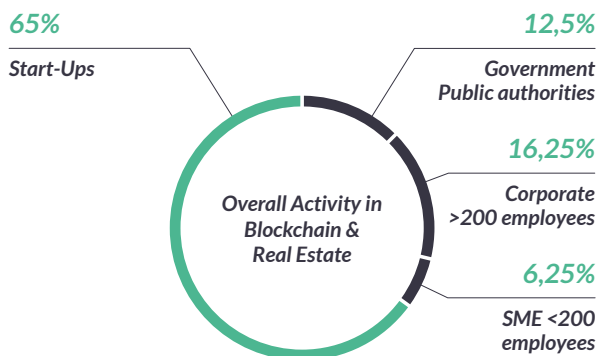 65%
Start-Ups
12,5%
Government
Public authorities
16,25%
Corporate
>200 employees
6,25%
SME <200
employees
Overall Activity in
Blockchain &
Real Estate